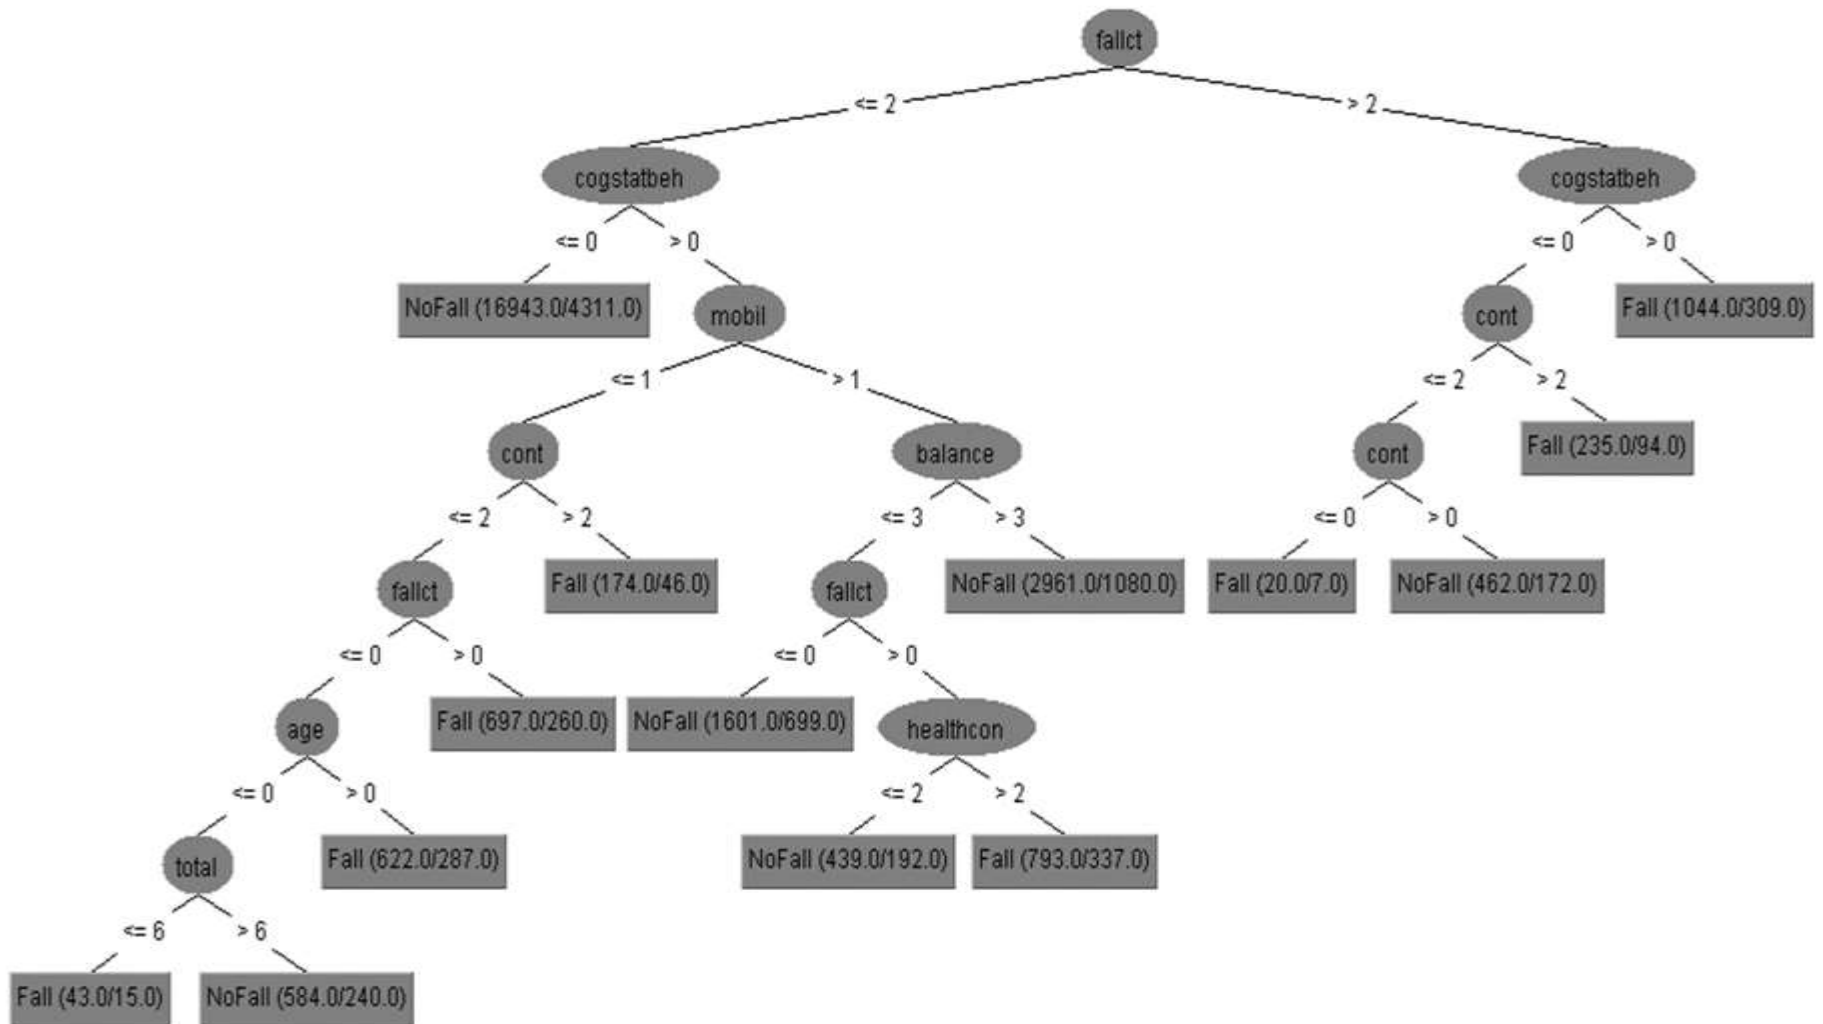 fallct
<= 2
> 2
cogstatbeh
cogstatbeh
<= 0
> 0
<= 0
> 0
NoFall (16943.0/4311.0)
mobil
cont
Fall (1044.0/309.0)
<= 1
> 1
<= 2
> 2
cont
balance
cont
Fall (235.0/94.0)
<= 2
> 2
<= 3
> 3
<= 0
> 0
fallct
Fall (174.0/46.0)
fallct
NoFall (2961.0/1080.0)
Fall (20.0/7.0)
NoFall (462.0/172.0)
<= 0
> 0
<= 0
> 0
age
Fall (697.0/260.0)
NoFall (1601.0/699.0)
healthcon
<= 0
> 0
<= 2
> 2
total
Fall (622.0/287.0)
NoFall (439.0/192.0)
Fall (793.0/337.0)
<= 6
> 6
Fall (43.0/15.0)
NoFall (584.0/240.0)